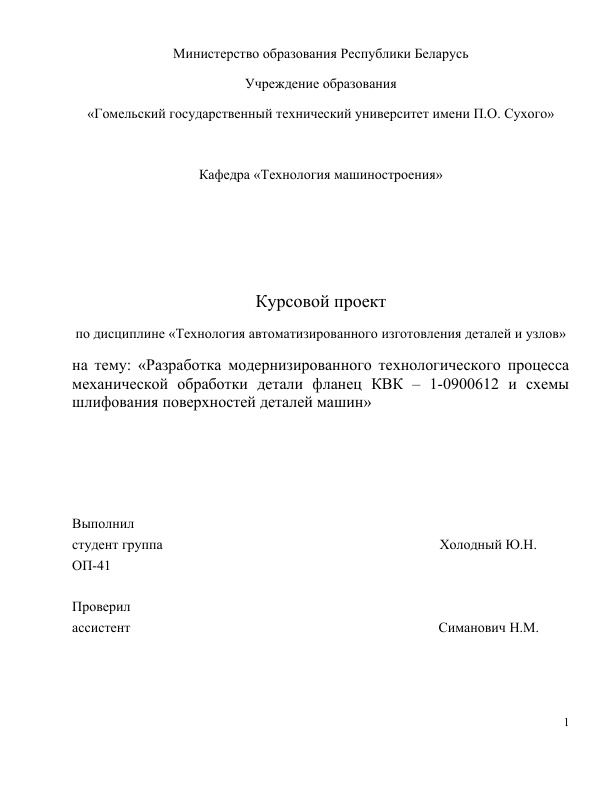 Министерство образования Республики Беларусь
Учреждение образования
«Гомельский государственный технический университет имени П.О. Сухого»
Кафедра «Технология машиностроения»
Курсовой проект
по дисциплине «Технология автоматизированного изготовления деталей и узлов»
на тему: «Разработка модернизированного технологического процесса
механической обработки детали фланец КВК – 1-0900612 и схемы
шлифования поверхностей деталей машин»
Выполнил
студент группа Холодный Ю.Н.
ОП-41
Проверил
ассистент Симанович Н.М.
1